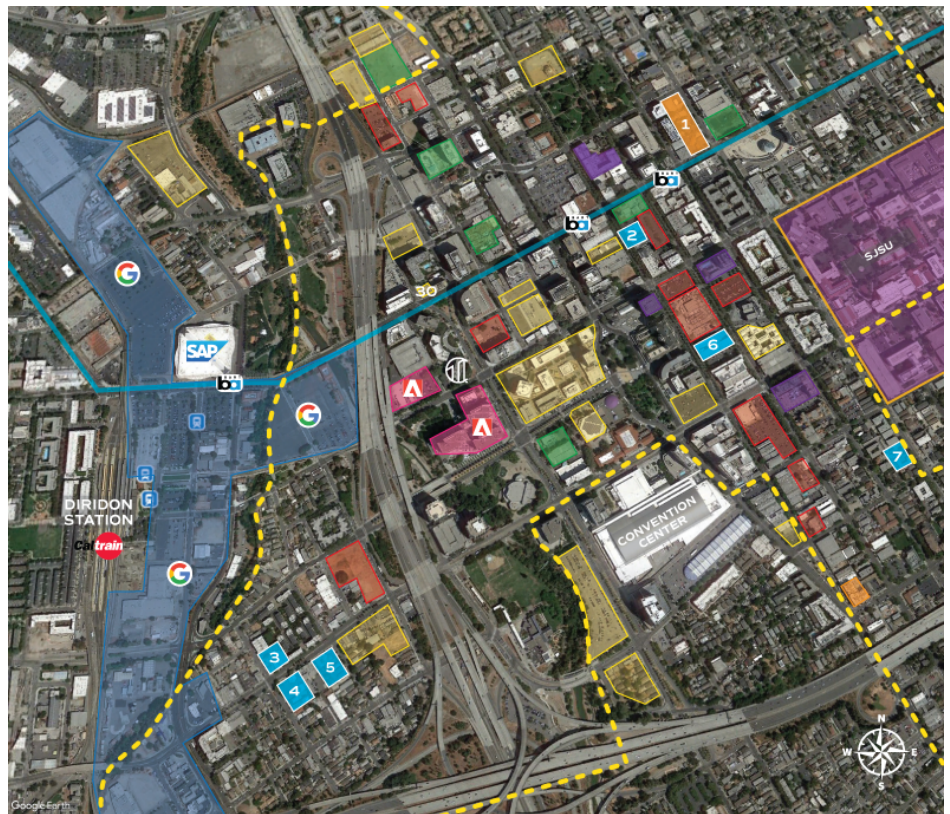 1
SJSU
2
30
6
SAP
7
DIRIDON
STATION
Caltrain
CONVENTION
CENTER
3
5
4
N
W E
S
Google Earth